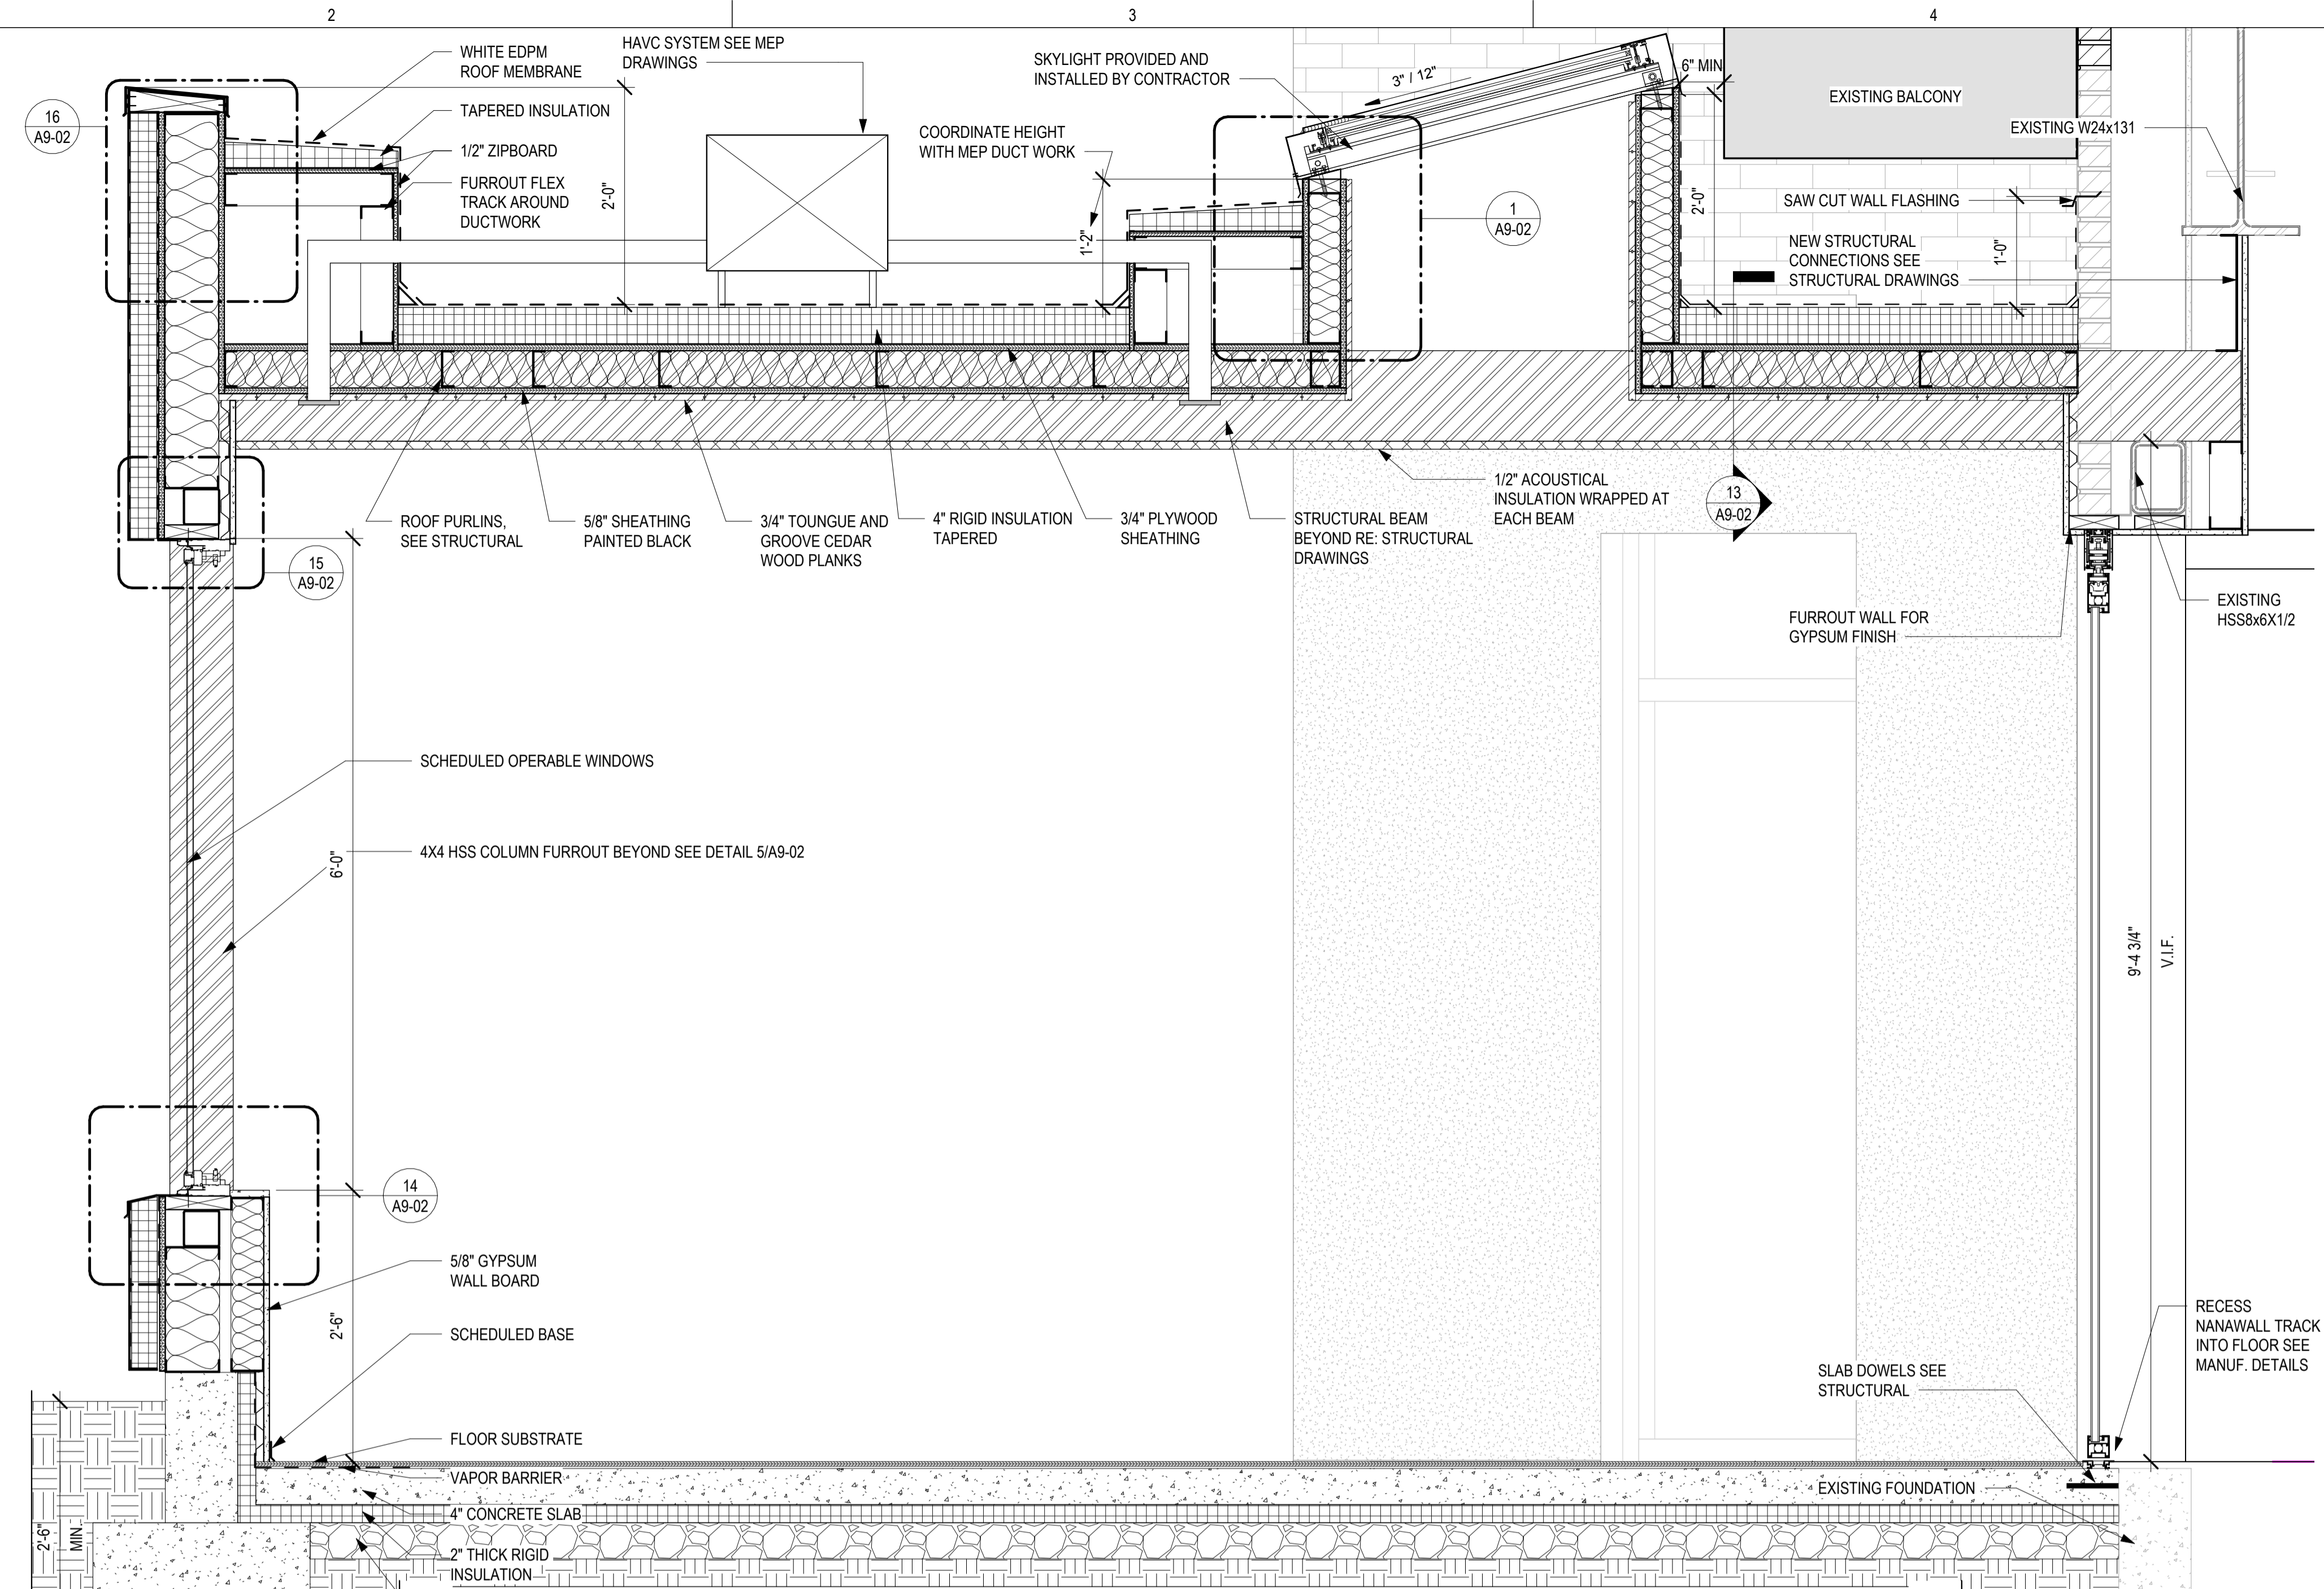 2
3
4
WHITE EDPM
ROOF MEMBRANE
TAPERED INSULATION
1/2" ZIPBOARD
FURROUT FLEX
TRACK AROUND
DUCTWORK
HAVC SYSTEM SEE MEP
DRAWINGS
2'-0"
16
A9-02
COORDINATE HEIGHT
WITH MEP DUCT WORK
1'-2"
SKYLIGHT PROVIDED AND
INSTALLED BY CONTRACTOR
3" / 12"
1
A9-02
6" MIN
2'-0"
EXISTING BALCONY
EXISTING W24x131
SAW CUT WALL FLASHING
NEW STRUCTURAL
CONNECTIONS SEE
STRUCTURAL DRAWINGS
1'-0"
15
A9-02
ROOF PURLINS,
SEE STRUCTURAL
5/8" SHEATHING
PAINTED BLACK
3/4" TOUNGUE AND
GROOVE CEDAR
WOOD PLANKS
4" RIGID INSULATION
TAPERED
3/4" PLYWOOD
SHEATHING
STRUCTURAL BEAM
BEYOND RE: STRUCTURAL
DRAWINGS
1/2" ACOUSTICAL
INSULATION WRAPPED AT
EACH BEAM
13
A9-02
FURROUT WALL FOR
GYPSUM FINISH
EXISTING
HSS8x6X1/2
SCHEDULED OPERABLE WINDOWS
4X4 HSS COLUMN FURROUT BEYOND SEE DETAIL 5/A9-02
6'-0"
9'-4 3/4"
V.I.F.
14
A9-02
5/8" GYPSUM
WALL BOARD
2'-6"
SCHEDULED BASE
RECESS
NANAWALL TRACK
INTO FLOOR SEE
MANUF. DETAILS
SLAB DOWELS SEE
STRUCTURAL
FLOOR SUBSTRATE
VAPOR BARRIER
EXISTING FOUNDATION
4" CONCRETE SLAB
2" THICK RIGID
INSULATION
2'-6"
MIN.